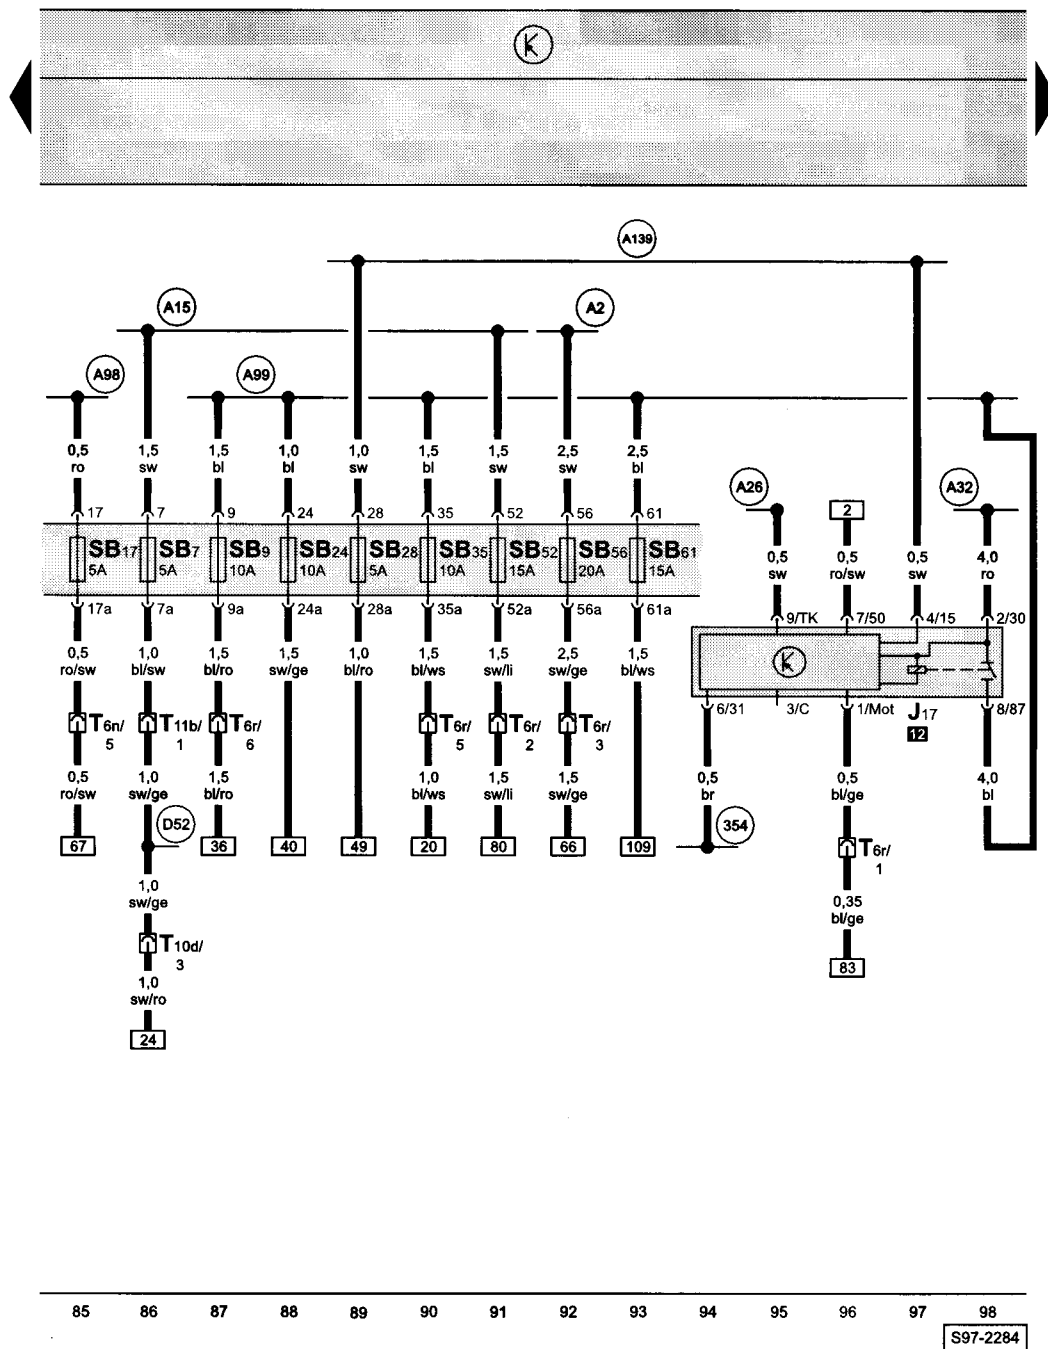 A139
A15 A2
A98 A99
0,5 1,5 1,5 1,0 1,0 1,5 1,5 2,5 2,5
ro sw bl bl sw bl sw sw bl
A26 2 A32
17 7 9 24 28 35 52 56 61
SB17 SB7 SB9 SB24 SB28 SB35 SB52 SB56 SB61
5A 5A 10A 10A 5A 10A 15A 20A 15A
0,5 0,5 0,5 4,0
sw ro/sw sw ro
17a 7a 9a 24a 28a 35a 52a 56a 61a
9/TK 7/50 4/15 2/30
0,5 1,0 1,5 1,5 1,0 1,5 1,5 2,5 1,5
ro/sw bl/sw bl/ro sw/ge bl/ro bl/ws sw/li sw/ge bl/ws
6/31 3/C 1/Mot J17 8/87
12
T6n/ T11b/ T6r/ T6r/ T6r/ T6r/
5 1 6 5 2 3
0,5 1,0 1,5 1,0 1,5 1,5 0,5 0,5 4,0
ro/sw sw/ge bl/ro bl/ws sw/li sw/ge br bl/ge bl
D52 354
67 36 40 49 20 80 66 109
T6r/
1
1,0
sw/ge
0,35
bl/ge
T10d/
3
83
1,0
sw/ro
24
85 86 87 88 89 90 91 92 93 94 95 96 97 98
S97-2284